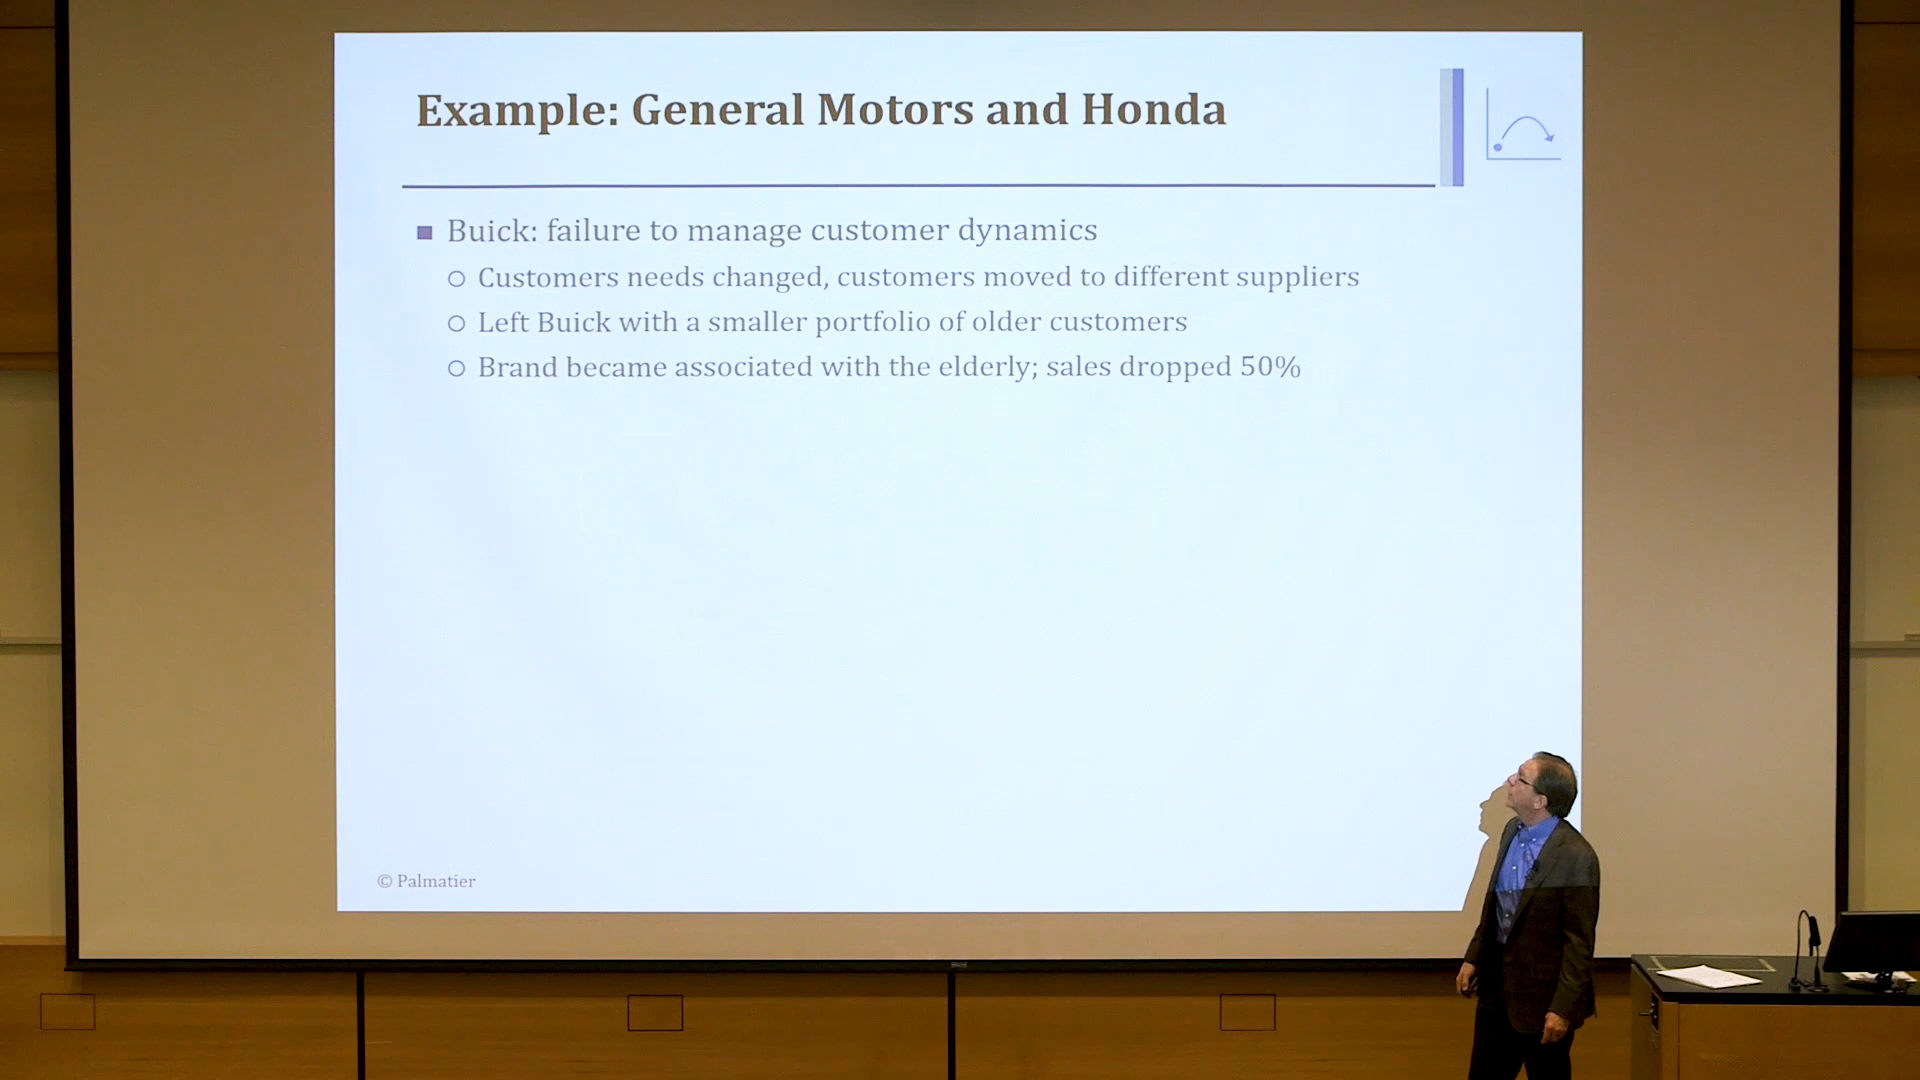 Example: General Motors and Honda
Buick: failure to manage customer dynamics
Customers needs changed, customers moved to different suppliers
Left Buick with a smaller portfolio of older customers
Brand became associated with the elderly; sales dropped 50%
© Palmatier